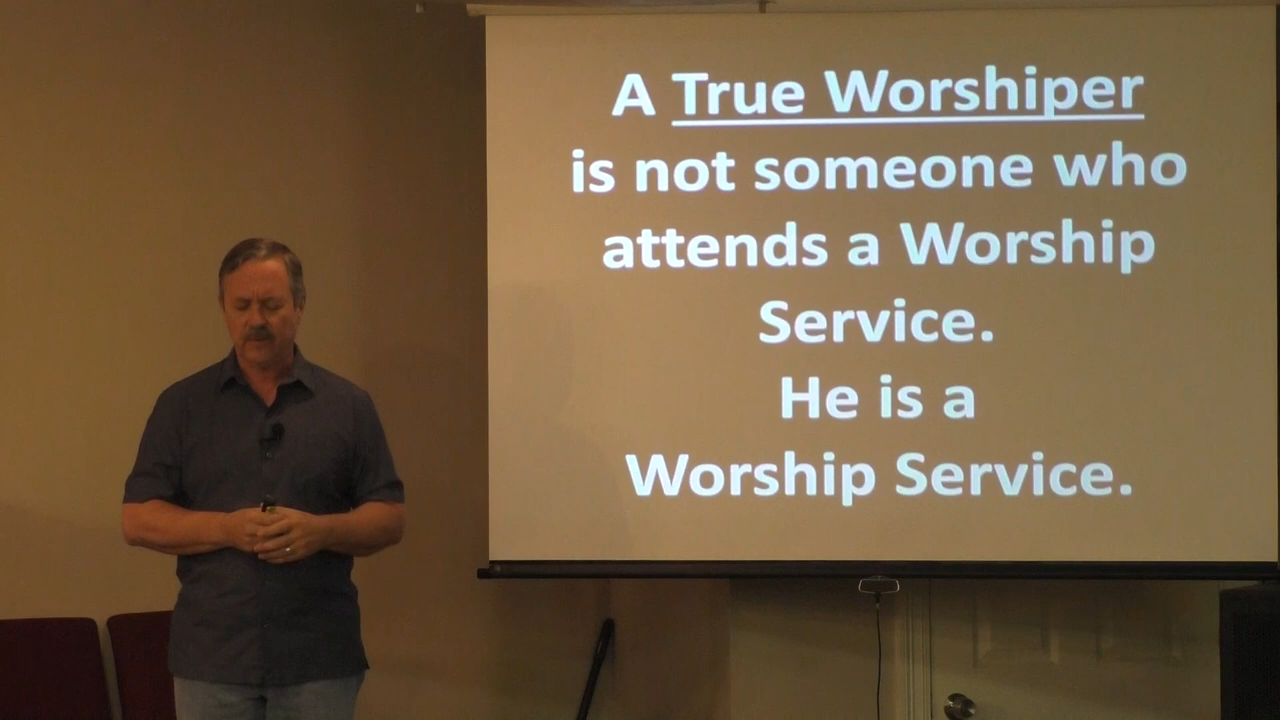 A True Worshiper
is not someone who
attends a Worship
Service.
He is a
Worship Service.